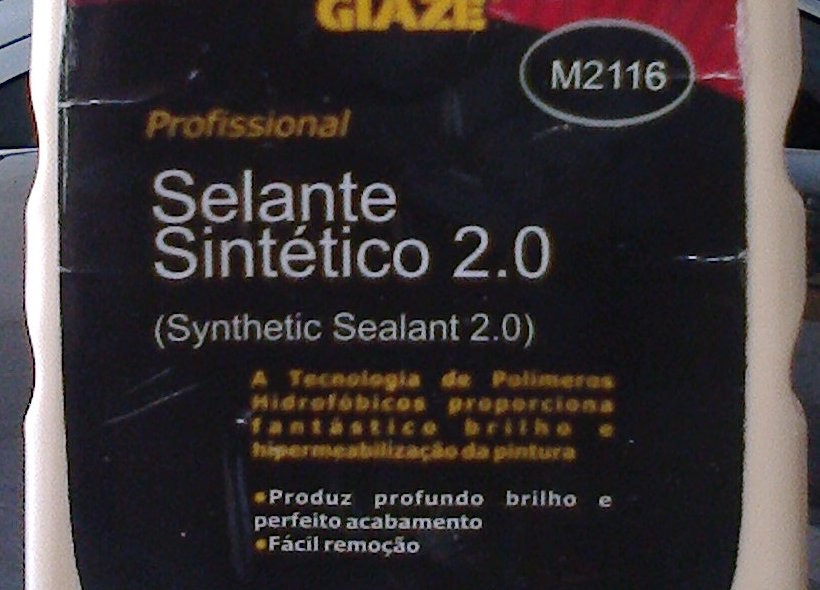 GLAZE
M2116
Profissional
Selante
Sintético 2.0
(Synthetic Sealant 2.0)
A Tecnologia de Polímeros
Hidrofóbicos proporciona
fantástico brilho e
hipermeabilização da pintura
•Produz profundo brilho e
perfeito acabamento
•Fácil remoção